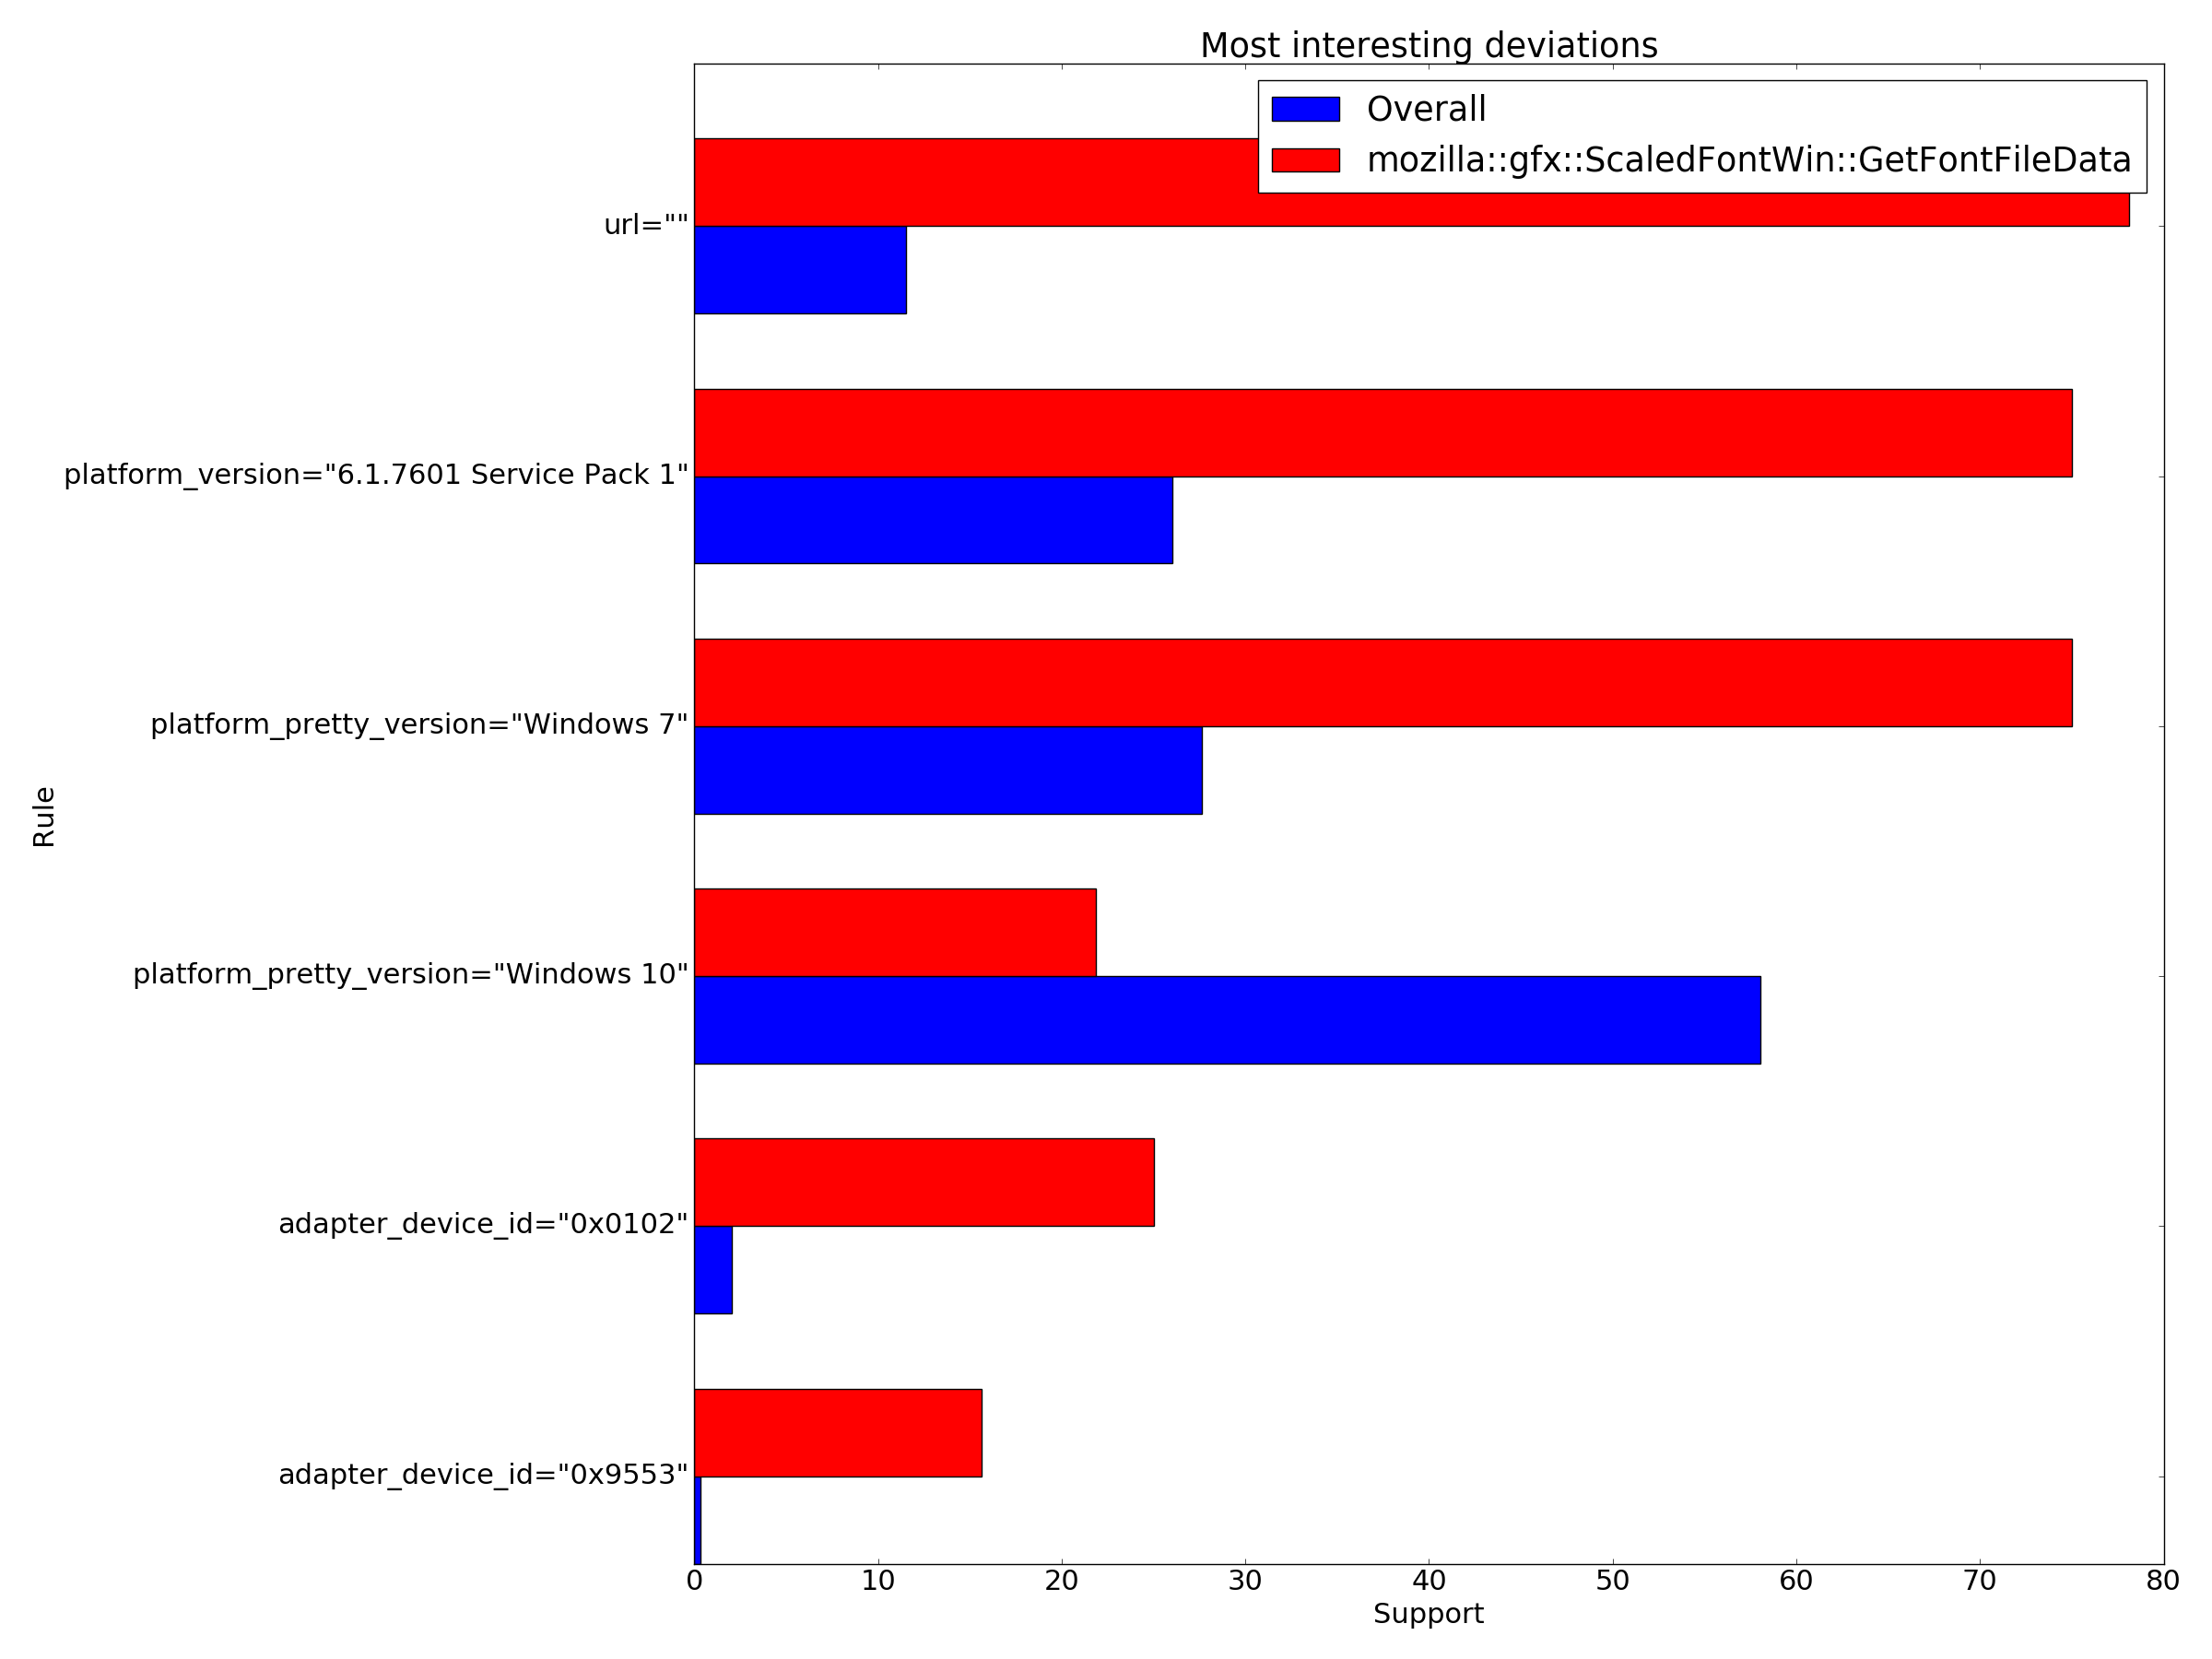 Most interesting deviations
Overall
mozilla::gfx::ScaledFontWin::GetFontFileData
url=""
platform_version="6.1.7601 Service Pack 1"
platform_pretty_version="Windows 7"
Rule
platform_pretty_version="Windows 10"
adapter_device_id="0x0102"
adapter_device_id="0x9553"
0 10 20 30 40 50 60 70 80
Support